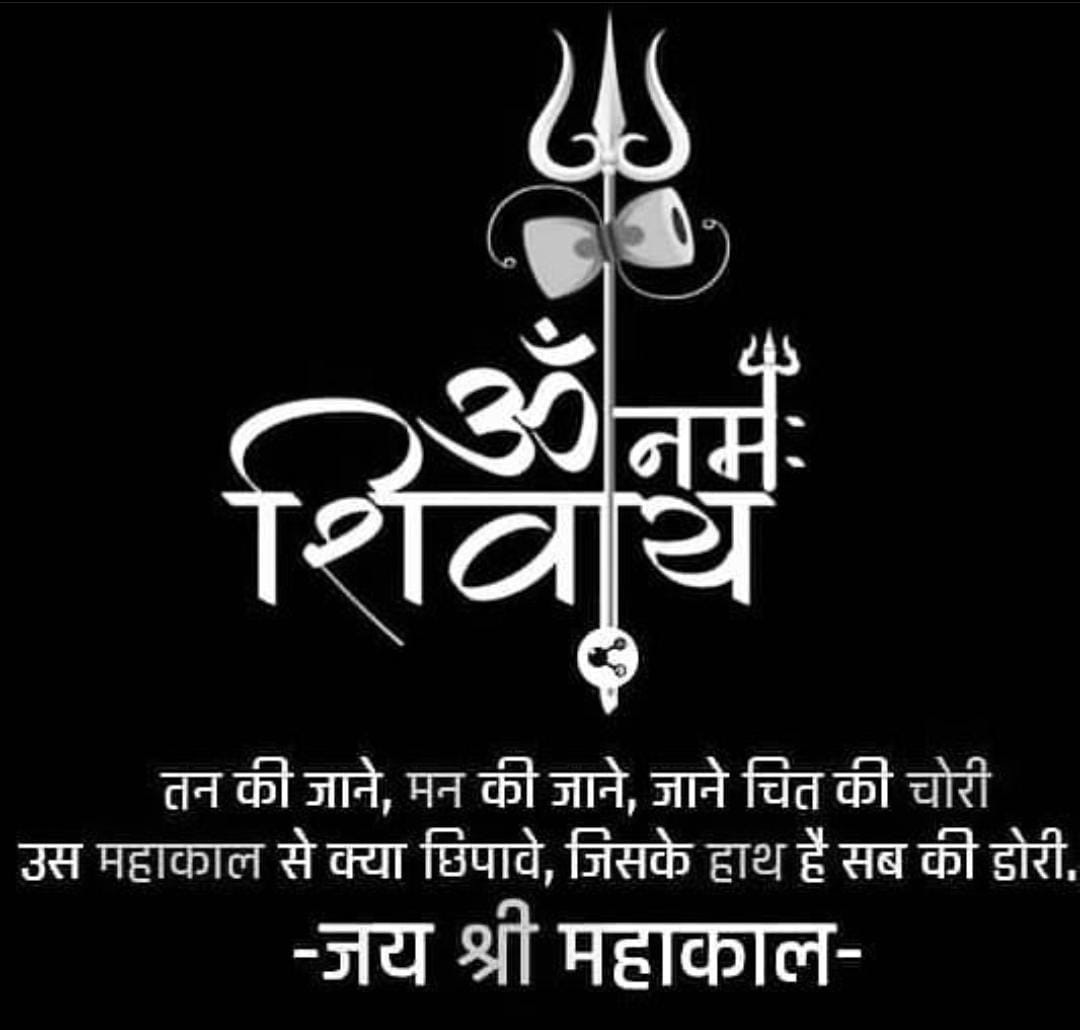 ॐ नमः
शिवाय
तन की जाने, मन की जाने, जाने चित की चोरी
उस महाकाल से क्या छिपावे, जिसके हाथ है सब की डोरी.
-जय श्री महाकाल-